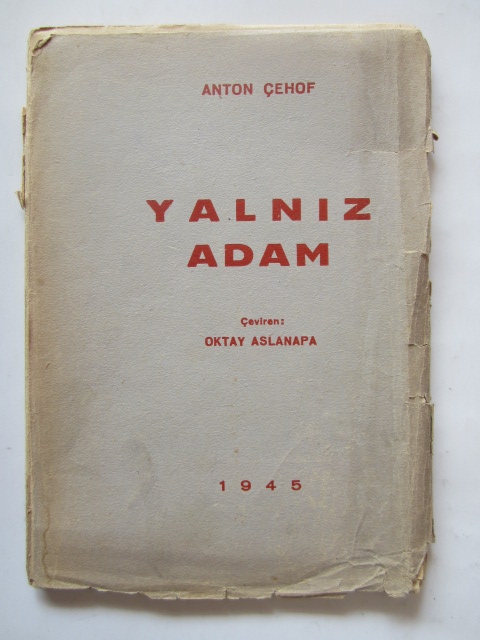 ANTON ÇEHOF
YALNIZ
ADAM
Çeviren:
OKTAY ASLANAPA
1945